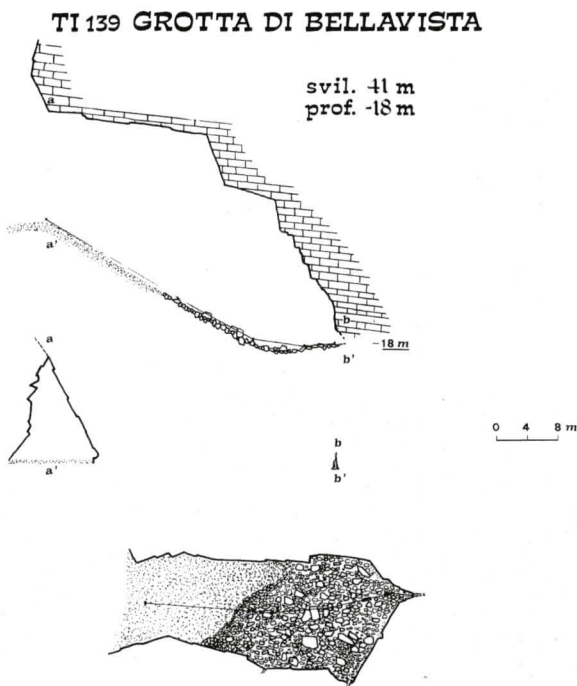 TI 139 GROTTA DI BELLAVISTA
svil. 41 m
prof. -18 m
a
a'
b
-18 m
b'
a
a'
0 4 8 m
b
b'